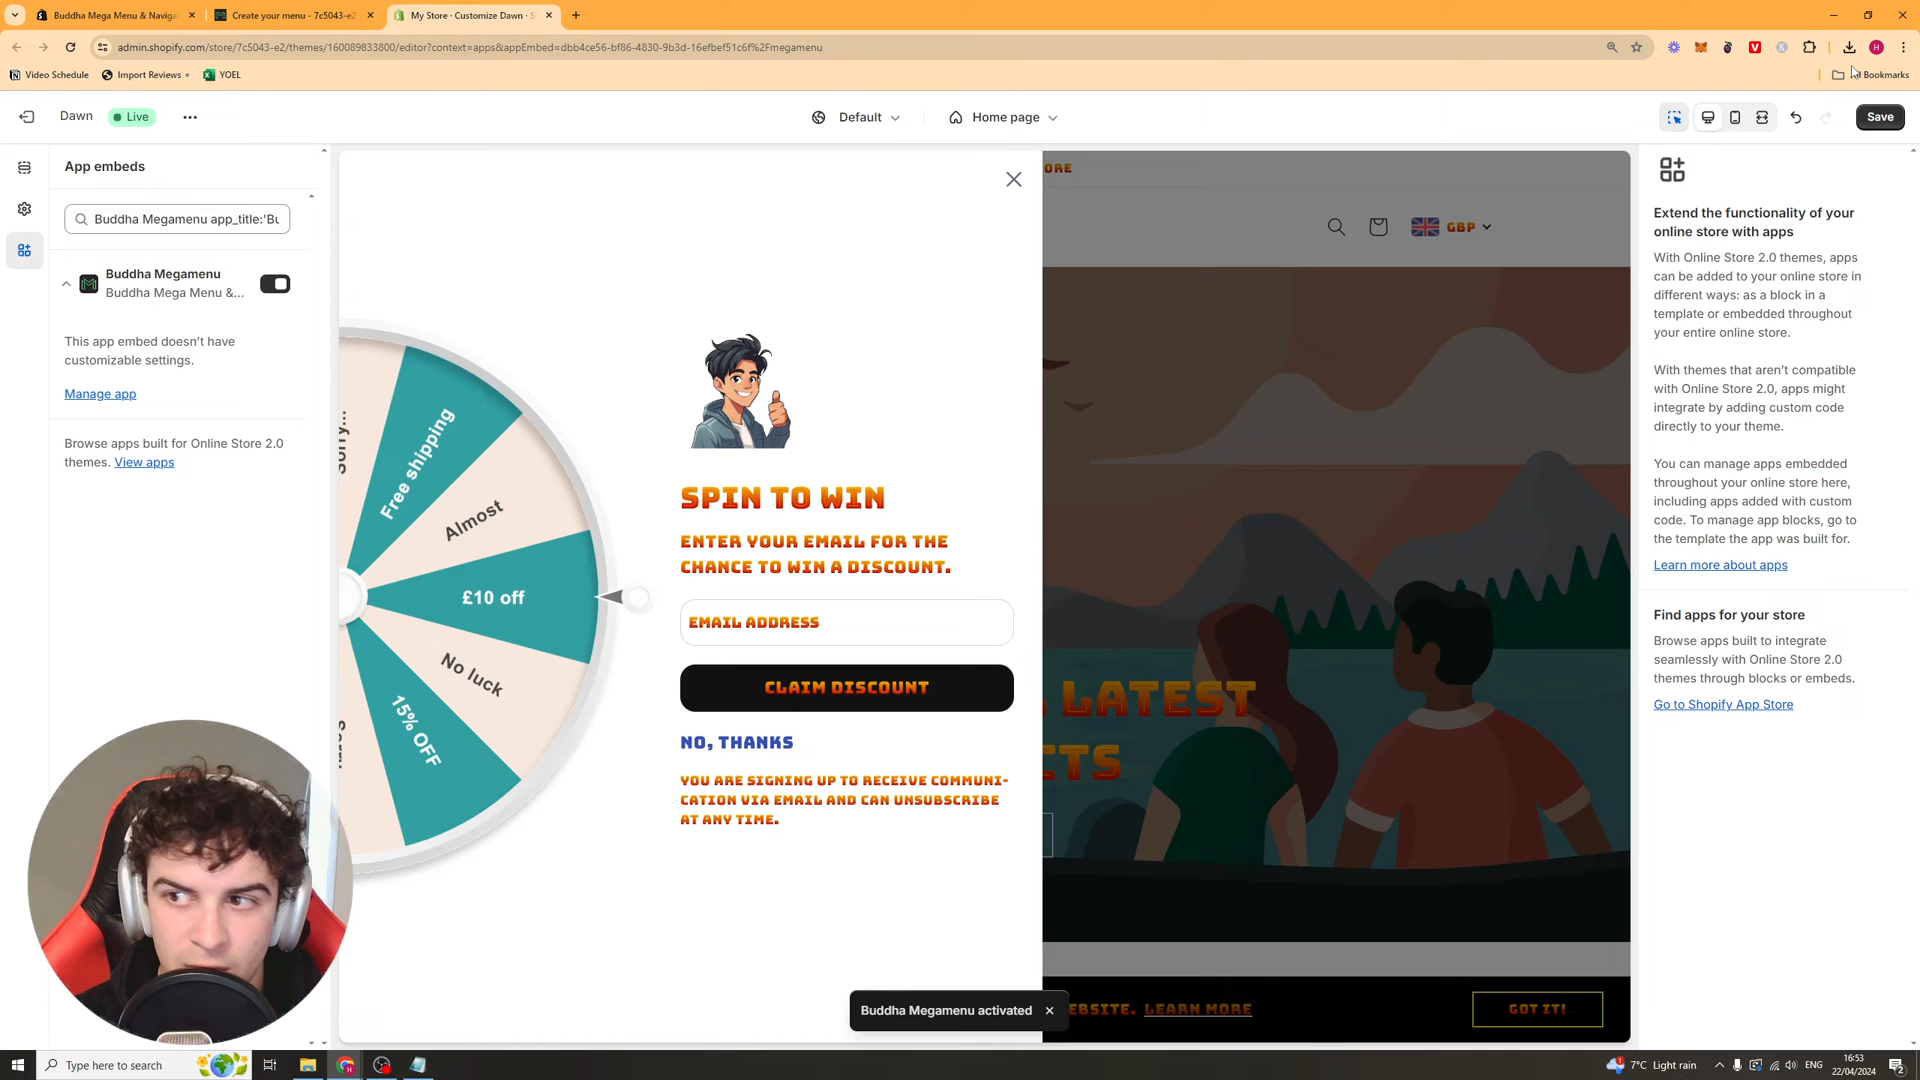 Buddha Mega Menu & Naviga
Create your menu - 7c5043-e2
My Store · Customize Dawn · S
admin.shopify.com/store/7c5043-e2/themes/160089833800/editor?context=apps&appEmbed=dbb4ce56-bf86-4830-9b3d-16efbef51c6f%2Fmegamenu
Video Schedule
Import Reviews
YOEL
Bookmarks
Dawn
Live
Default
Home page
Save
App embeds
Buddha Megamenu app_title:'Bu
Buddha Megamenu
Buddha Mega Menu &...
This app embed doesn't have
customizable settings.
Manage app
Browse apps built for Online Store 2.0
themes. View apps
Sorry...
Free shipping
Almost
£10 off
No luck
15% OFF
SPIN TO WIN
ENTER YOUR EMAIL FOR THE
CHANCE TO WIN A DISCOUNT.
EMAIL ADDRESS
CLAIM DISCOUNT
NO, THANKS
YOU ARE SIGNING UP TO RECEIVE COMMUNI-
CATION VIA EMAIL AND CAN UNSUBSCRIBE
AT ANY TIME.
ORE
GBP
LATEST
CTS
EBSITE. LEARN MORE
GOT IT!
Buddha Megamenu activated
Extend the functionality of your
online store with apps
With Online Store 2.0 themes, apps
can be added to your online store in
different ways: as a block in a
template or embedded throughout
your entire online store.
With themes that aren't compatible
with Online Store 2.0, apps might
integrate by adding custom code
directly to your theme.
You can manage apps embedded
throughout your online store here,
including apps added with custom
code. To manage app blocks, go to
the template the app was built for.
Learn more about apps
Find apps for your store
Browse apps built to integrate
seamlessly with Online Store 2.0
themes through blocks or embeds.
Go to Shopify App Store
Type here to search
7°C Light rain
ENG
16:53
22/04/2024